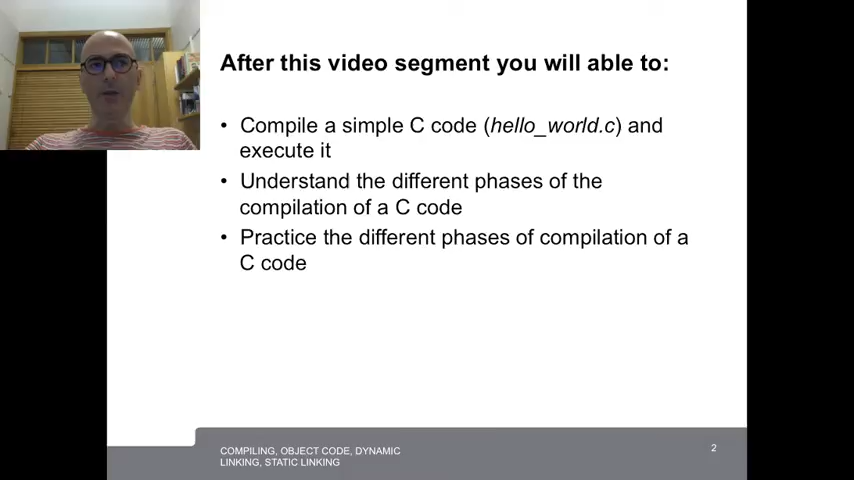 After this video segment you will able to:
• Compile a simple C code (hello_world.c) and
execute it
• Understand the different phases of the
compilation of a C code
• Practice the different phases of compilation of a
C code
COMPILING, OBJECT CODE, DYNAMIC
LINKING, STATIC LINKING
2